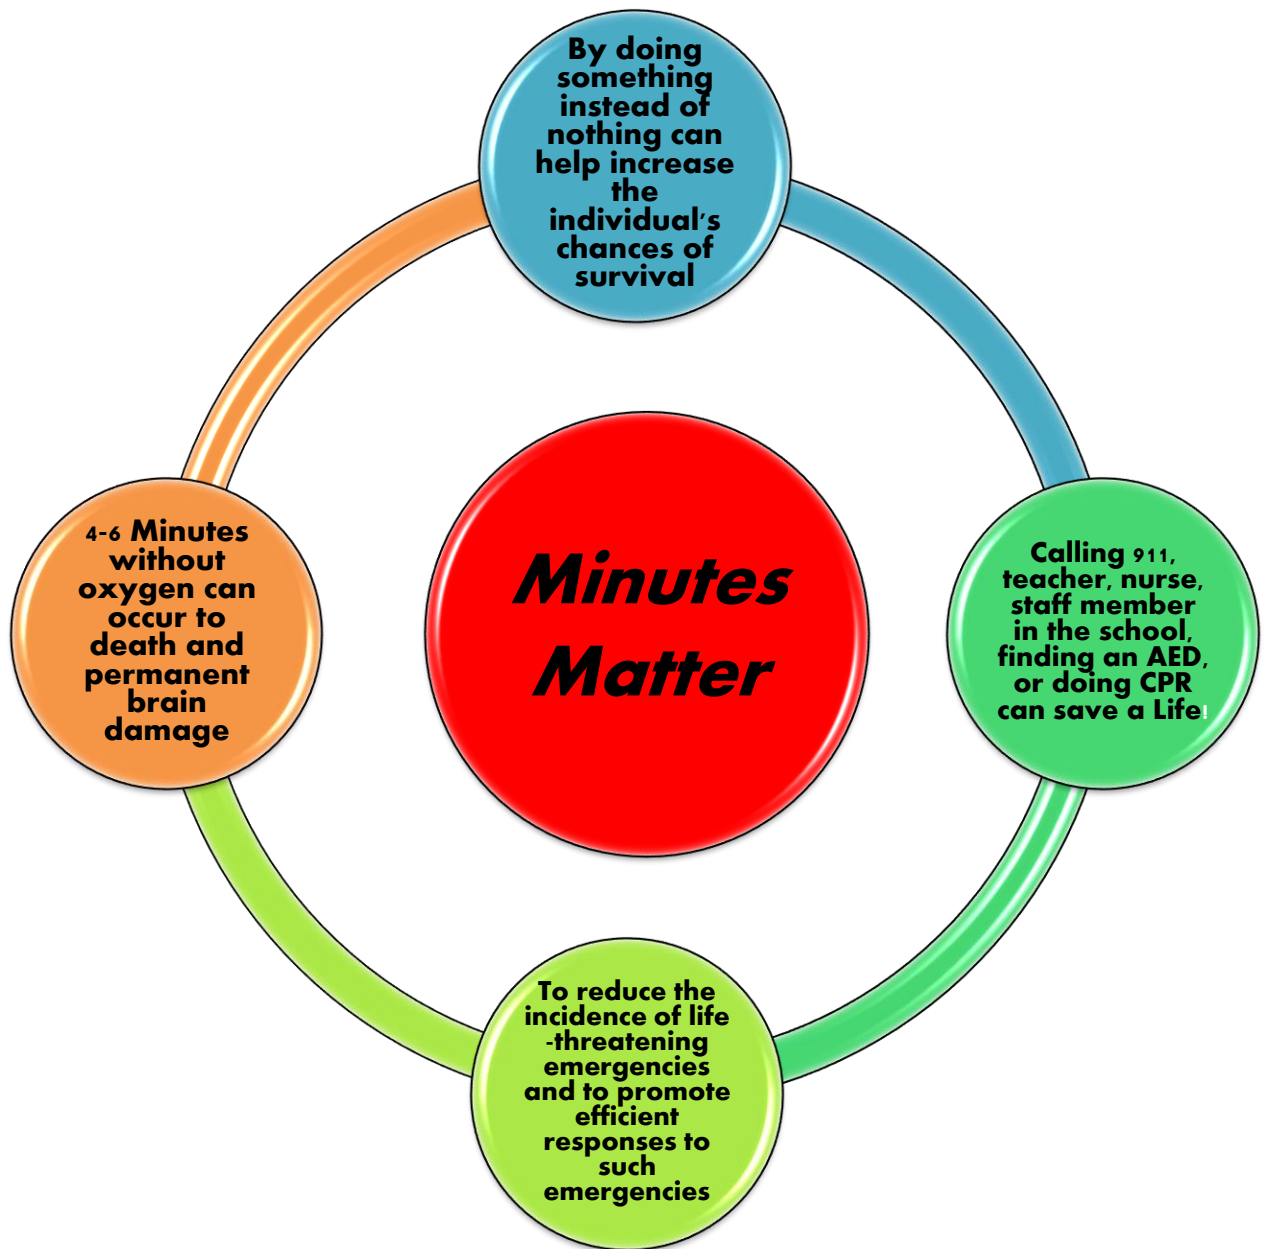 By doing
something
instead of
nothing can
help increase
the
individual's
chances of
survival
4-6 Minutes
without
oxygen can
occur to
death and
permanent
brain
damage
Minutes
Matter
Calling 911,
teacher, nurse,
staff member
in the school,
finding an AED,
or doing CPR
can save a Life!
To reduce the
incidence of life
-threatening
emergencies
and to promote
efficient
responses to
such
emergencies